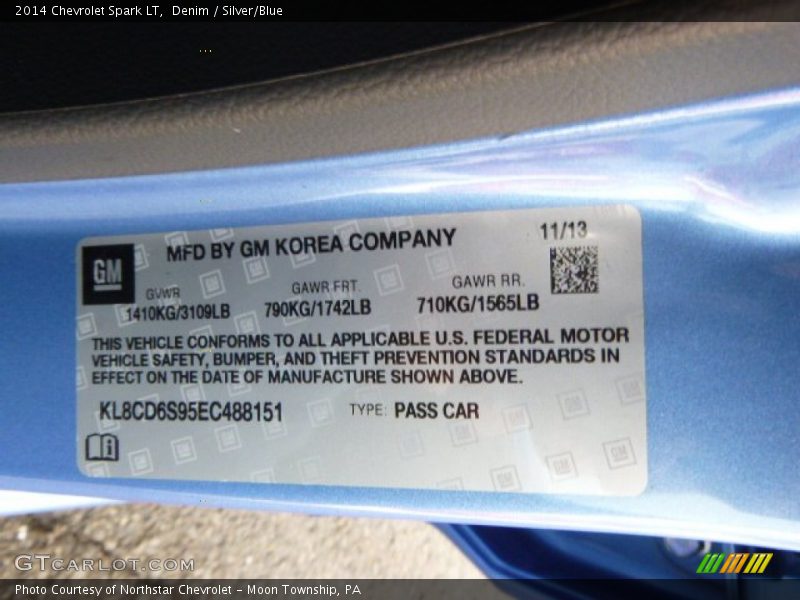 2014 Chevrolet Spark LT,  Denim / Silver/Blue
MFD BY GM KOREA COMPANY 11/13
GM
GVWR GAWR FRT. GAWR RR.
1410KG/3109LB 790KG/1742LB 710KG/1565LB
THIS VEHICLE CONFORMS TO ALL APPLICABLE U.S. FEDERAL MOTOR
VEHICLE SAFETY, BUMPER, AND THEFT PREVENTION STANDARDS IN
EFFECT ON THE DATE OF MANUFACTURE SHOWN ABOVE.
KL8CD6S95EC488151 TYPE: PASS CAR
GTCarLot.com
Photo Courtesy of Northstar Chevrolet - Moon Township, PA